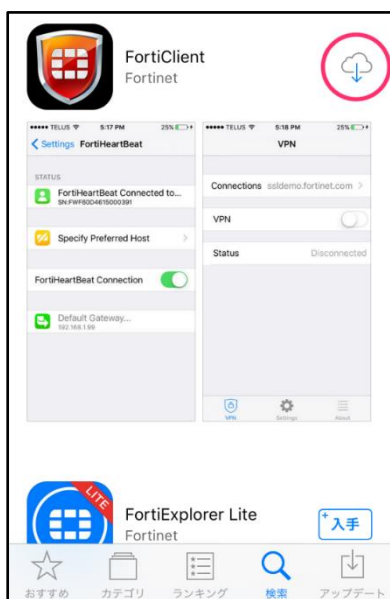 FortiClient
Fortinet
TELUS 5:17 PM 25%
Settings FortiHeartBeat
STATUS
FortiHeartBeat Connected to...
SN:FWF60D4615000391
Specify Preferred Host
FortiHeartBeat Connection
Default Gateway...
192.168.1.99
TELUS 5:18 PM 25%
VPN
Connections ssldemo.fortinet.com
VPN
Status Disconnected
VPN Settings About
LITE
FortiExplorer Lite
Fortinet
+入手
おすすめ カテゴリ ランキング 検索 アップデート